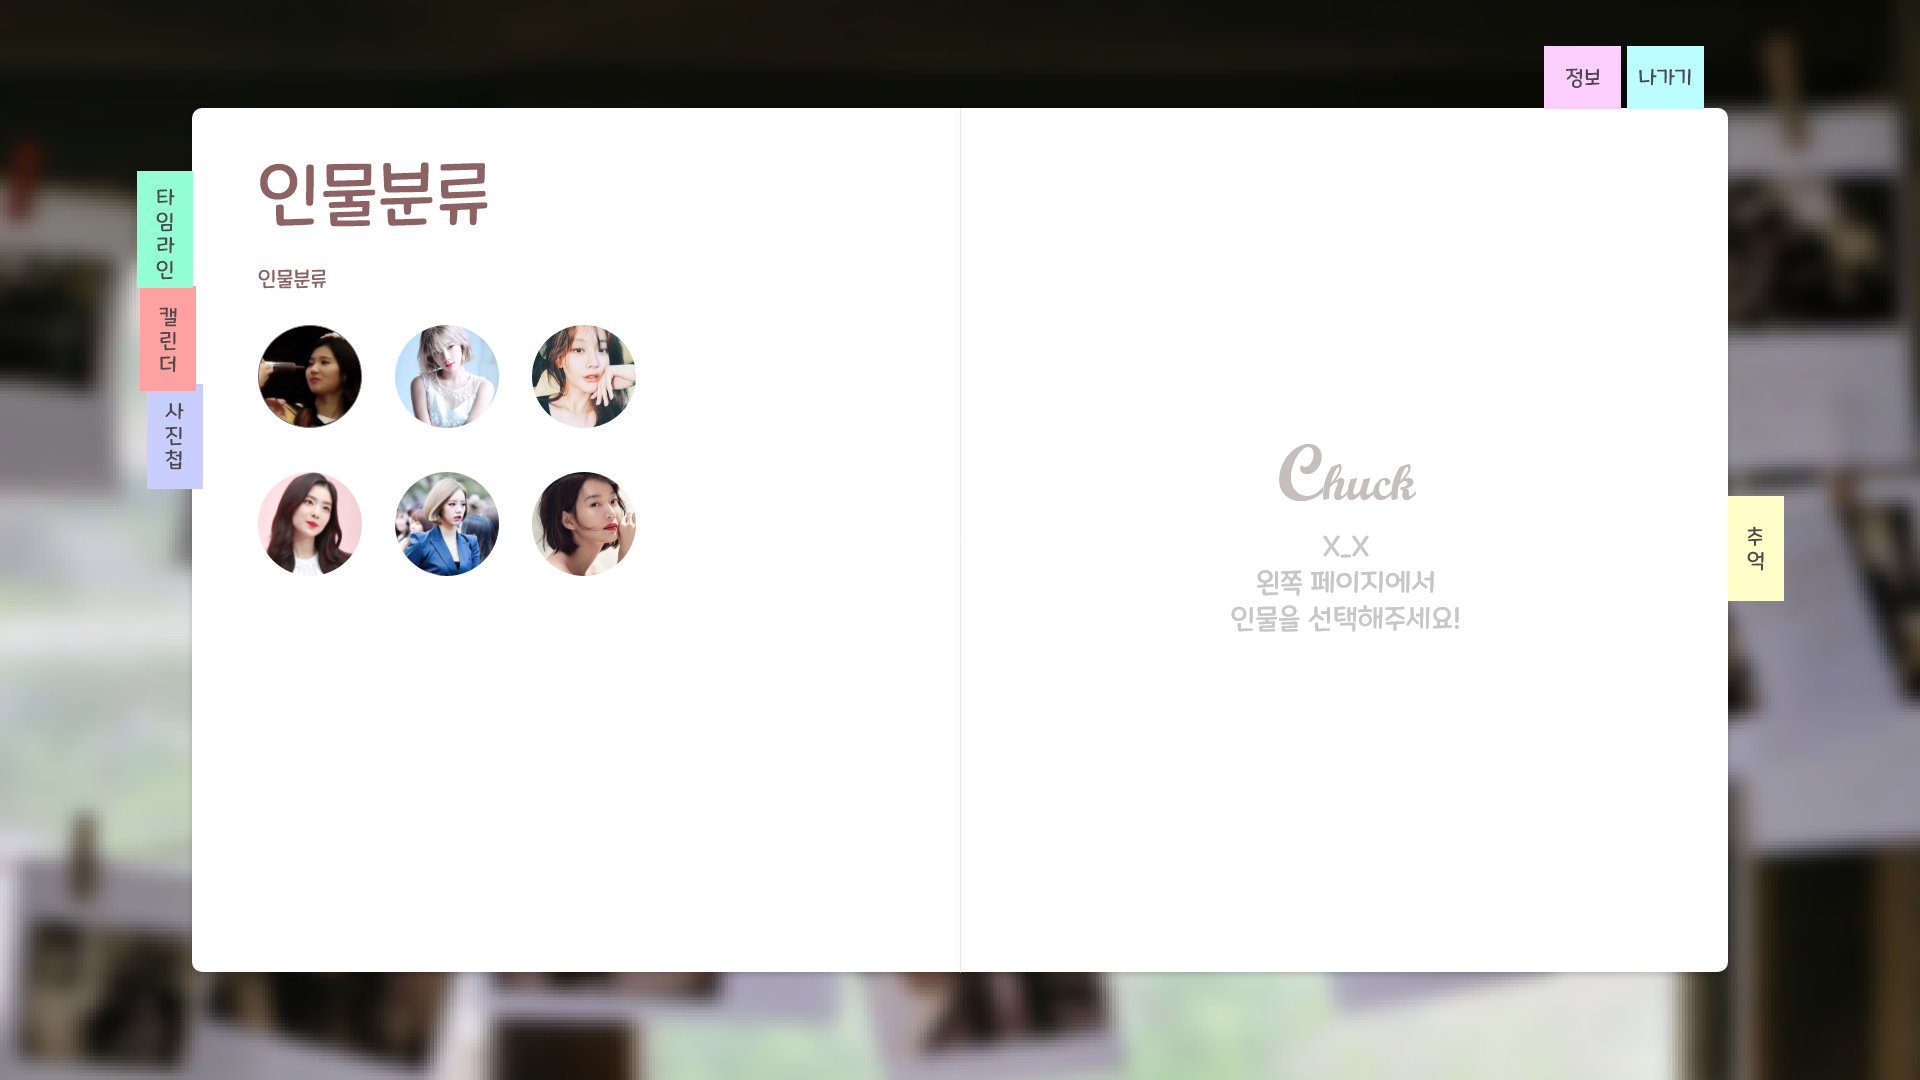 정보
나가기
인물분류
인물분류
타임라인
캘린더
사진첩
Chuck
X_X
왼쪽 페이지에서
인물을 선택해주세요!
추억